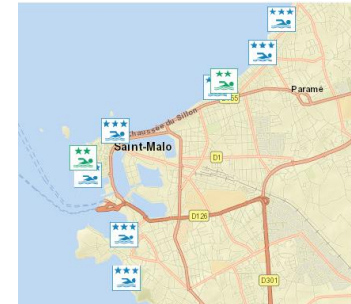 Paramé
D155
Chaussée du Sillon
Saint-Malo
D1
D126
D301